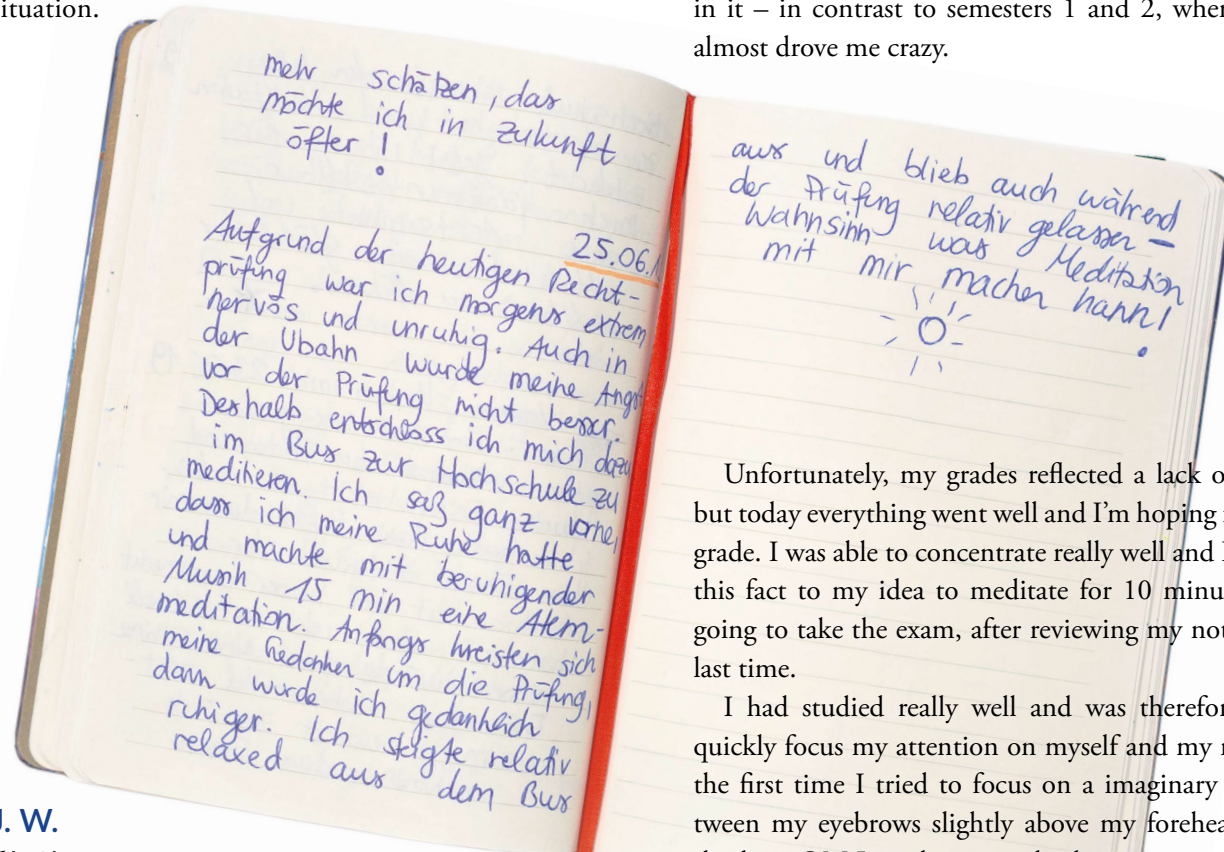 ituation.
mehr schätzen, das
möchte ich in Zukunft
öfter!
25.06.
Aufgrund der heutigen Recht-
prüfung war ich morgens extrem
nervös und unruhig. Auch in
der Ubahn wurde meine Angst
vor der Prüfung nicht besser.
Deshalb entschloss ich mich dazu
im Bus zur Hochschule zu
meditieren. Ich saß ganz vorne,
dass ich meine Ruhe hatte
und machte mit beruhigender
Musik 15 min eine Atem-
meditation. Anfangs kreisten sich
meine Gedanken um die Prüfung,
dann wurde ich gedanklich
ruhiger. Ich steigte relativ
relaxed aus dem Bus
J. W.
in it – in contrast to semesters 1 and 2, wher
almost drove me crazy.
aus und blieb auch während
der Prüfung relativ gelassen –
Wahnsinn was Meditation
mit mir machen kann!
Unfortunately, my grades reflected a lack o
but today everything went well and I'm hoping
grade. I was able to concentrate really well and
this fact to my idea to meditate for 10 minu
going to take the exam, after reviewing my not
last time.
I had studied really well and was therefor
quickly focus my attention on myself and my
the first time I tried to focus on a imaginary
tween my eyebrows slightly above my forehea